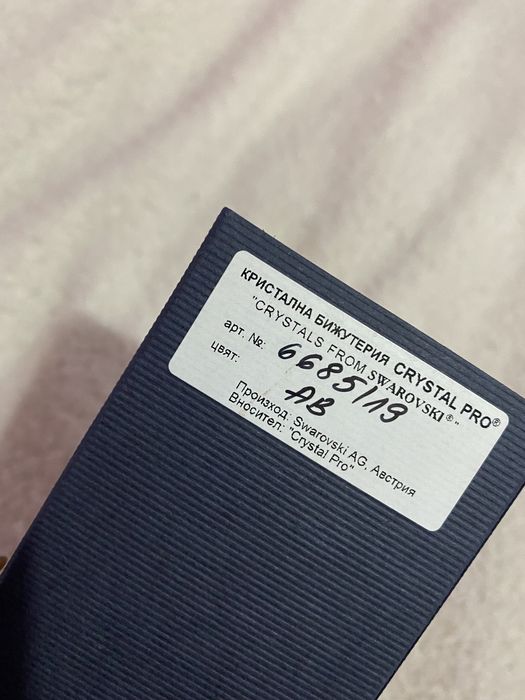 КРИСТАЛНА БИЖУТЕРИЯ CRYSTAL PRO®
"CRYSTALS FROM SWAROVSKI®"
арт. №: 6685/19
цвят: AB
Произход: Swarovski AG, Австрия
Вносител: "Crystal Pro"